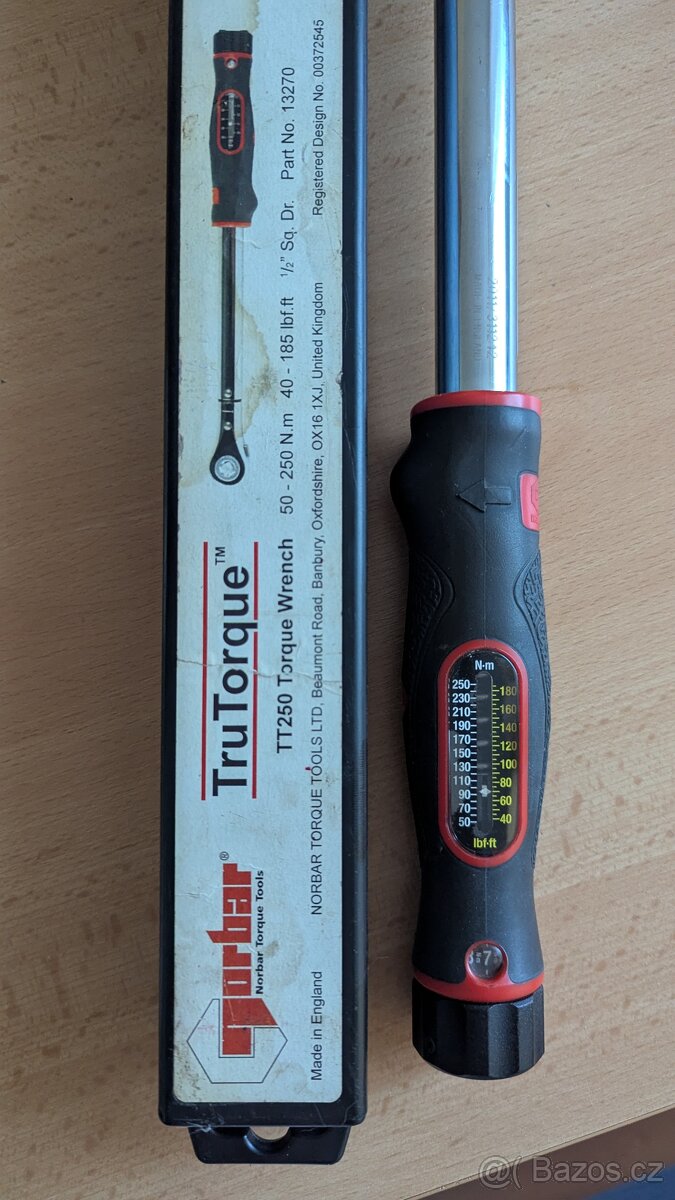 norbar®
Norbar Torque Tools
TruTorque™
TT250 Torque Wrench 50 - 250 N.m 40 - 185 lbf.ft 1/2" Sq. Dr. Part No. 13270
Registered Design No. 00372545
NORBAR TORQUE TOOLS LTD, Beaumont Road, Banbury, Oxfordshire, OX16 1XJ, United Kingdom
Made in England
N·m
250
230
210
190
170
150
130
110
90
70
50
180
160
140
120
100
80
60
40
lbf·ft
7
Bazos.cz